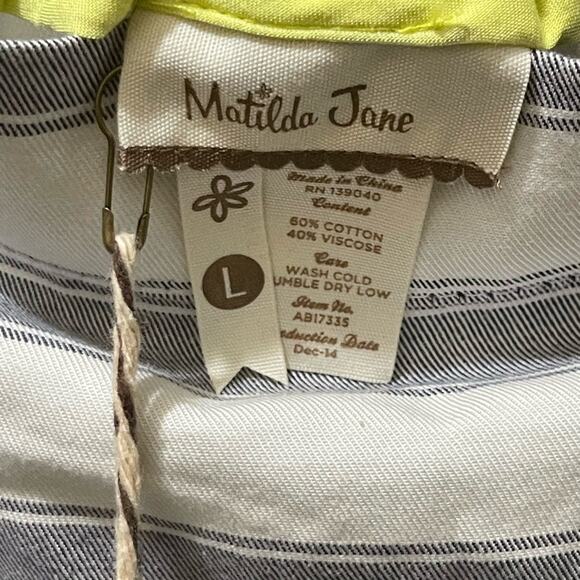 Matilda Jane
Made in China
RN 139040
Content
60% COTTON
40% VISCOSE
Care
WASH COLD
UMBLE DRY LOW
Item No.
AB17335
oduction Date
Dec-14
L